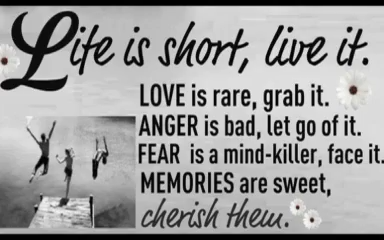 Life is short, live it.
LOVE is rare, grab it.
ANGER is bad, let go of it.
FEAR is a mind-killer, face it.
MEMORIES are sweet,
cherish them.